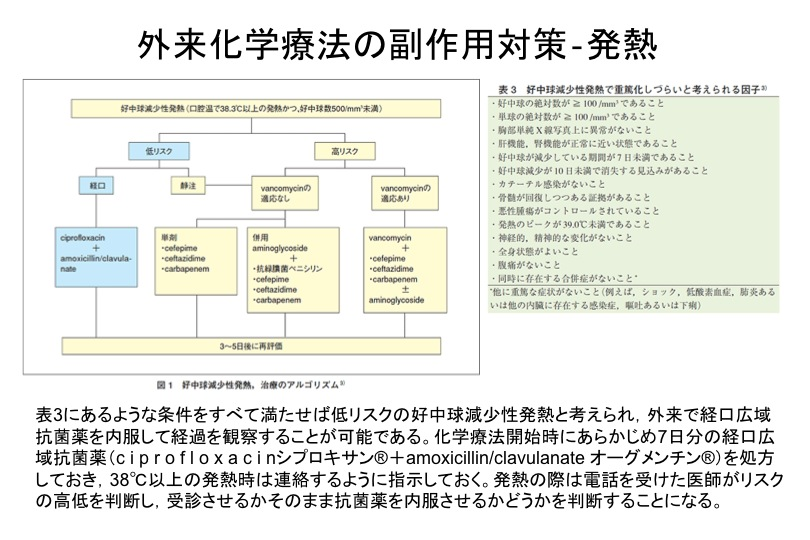 外来化学療法の副作用対策-発熱
好中球減少性発熱(口腔温で38.3℃以上の発熱かつ,好中球数500/mm³未満)
低リスク
高リスク
経口
静注
vancomycinの
適応なし
vancomycinの
適応あり
ciprofloxacin
+
amoxicillin/clavula-
nate
単剤
・cefepime
・ceftazidime
・carbapenem
併用
aminoglycoside
+
・抗緑膿菌ペニシリン
・cefepime
・ceftazidime
・carbapenem
vancomycin
+
・cefepime
・ceftazidime
・carbapenem
±
aminoglycoside
3〜5日後に再評価
図1 好中球減少性発熱,治療のアルゴリズム³⁾
表3 好中球減少性発熱で重篤化しづらいと考えられる因子³⁾
・好中球の絶対数が ≧ 100/mm³ であること
・単球の絶対数が ≧ 100/mm³ であること
・胸部単純X線写真上に異常がないこと
・肝機能,腎機能が正常に近い状態であること
・好中球が減少している期間が7日未満であること
・好中球減少が10日未満で消失する見込みがあること
・カテーテル感染がないこと
・骨髄が回復しつつある証拠があること
・悪性腫瘍がコントロールされていること
・発熱のピークが39.0℃未満であること
・神経的,精神的な変化がないこと
・全身状態がよいこと
・腹痛がないこと
・同時に存在する合併症がないこと*
*他に重篤な症状がないこと(例えば,ショック,低酸素血症,肺炎ある
いは他の内臓に存在する感染症,嘔吐あるいは下痢)
表3にあるような条件をすべて満たせば低リスクの好中球減少性発熱と考えられ,外来で経口広域
抗菌薬を内服して経過を観察することが可能である。化学療法開始時にあらかじめ7日分の経口広
域抗菌薬(ciprofloxacinシプロキサン®+amoxicillin/clavulanate オーグメンチン®)を処方
しておき,38℃以上の発熱時は連絡するように指示しておく。発熱の際は電話を受けた医師がリスク
の高低を判断し,受診させるかそのまま抗菌薬を内服させるかどうかを判断することになる。